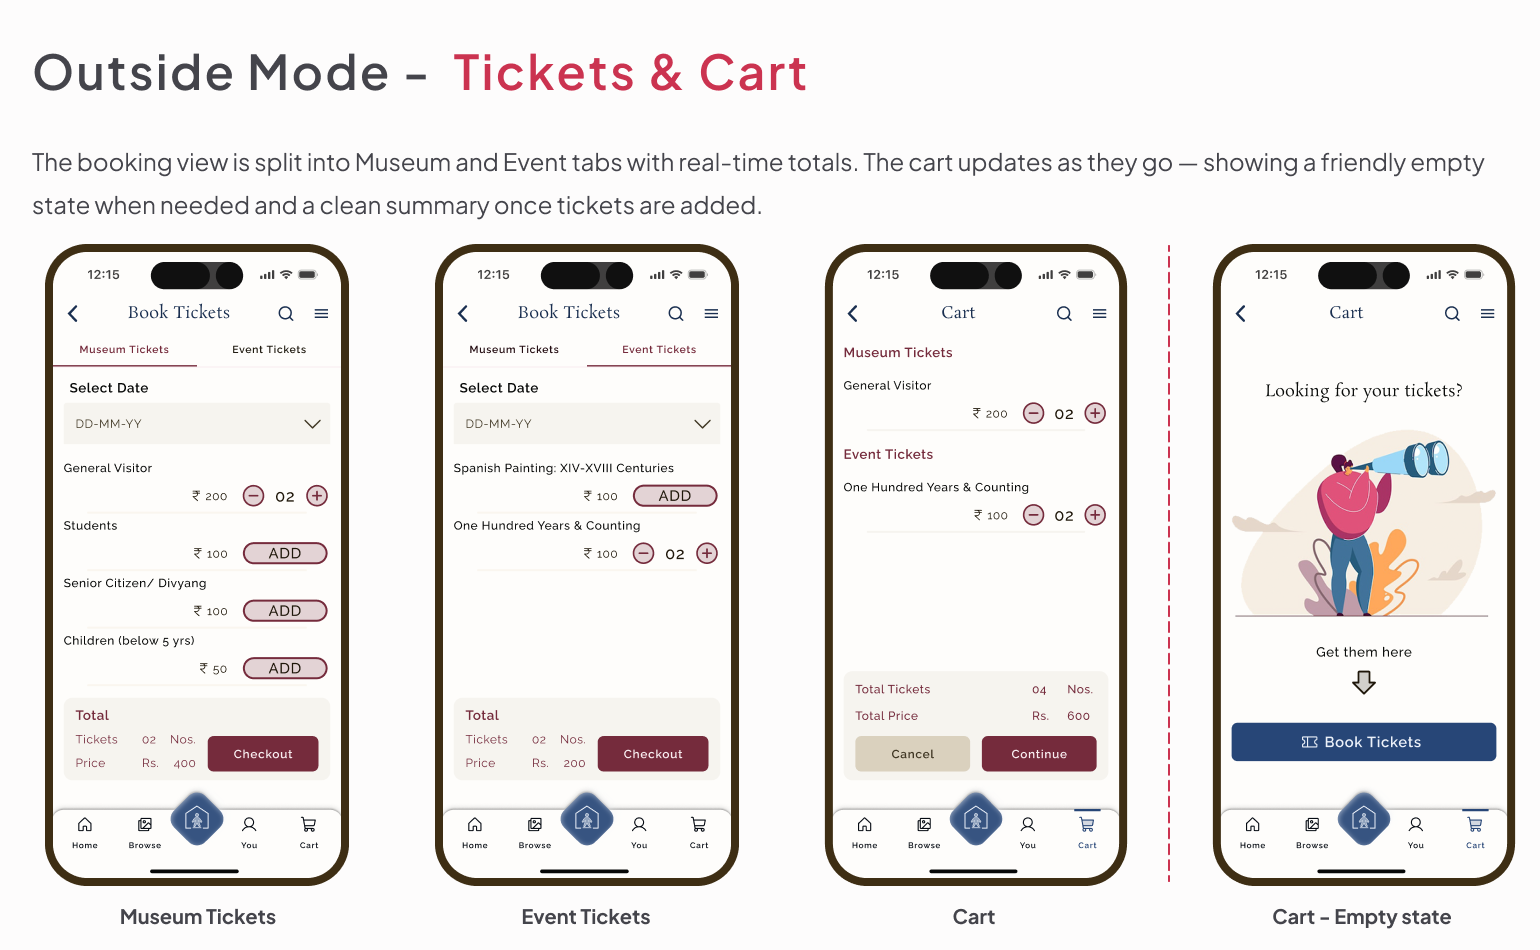 Outside Mode - Tickets & Cart
The booking view is split into Museum and Event tabs with real-time totals. The cart updates as they go — showing a friendly empty
state when needed and a clean summary once tickets are added.
12:15
Book Tickets
Museum Tickets Event Tickets
Select Date
DD-MM-YY
General Visitor
₹ 200 02
Students
₹ 100 ADD
Senior Citizen/ Divyang
₹ 100 ADD
Children (below 5 yrs)
₹ 50 ADD
Total
Tickets 02 Nos.
Price Rs. 400
Checkout
Home Browse You Cart
Museum Tickets
12:15
Book Tickets
Museum Tickets Event Tickets
Select Date
DD-MM-YY
Spanish Painting: XIV-XVIII Centuries
₹ 100 ADD
One Hundred Years & Counting
₹ 100 02
Total
Tickets 02 Nos.
Price Rs. 200
Checkout
Home Browse You Cart
Event Tickets
12:15
Cart
Museum Tickets
General Visitor
₹ 200 02
Event Tickets
One Hundred Years & Counting
₹ 100 02
Total Tickets 04 Nos.
Total Price Rs. 600
Cancel Continue
Home Browse You Cart
Cart
12:15
Cart
Looking for your tickets?
Get them here
Book Tickets
Home Browse You Cart
Cart - Empty state